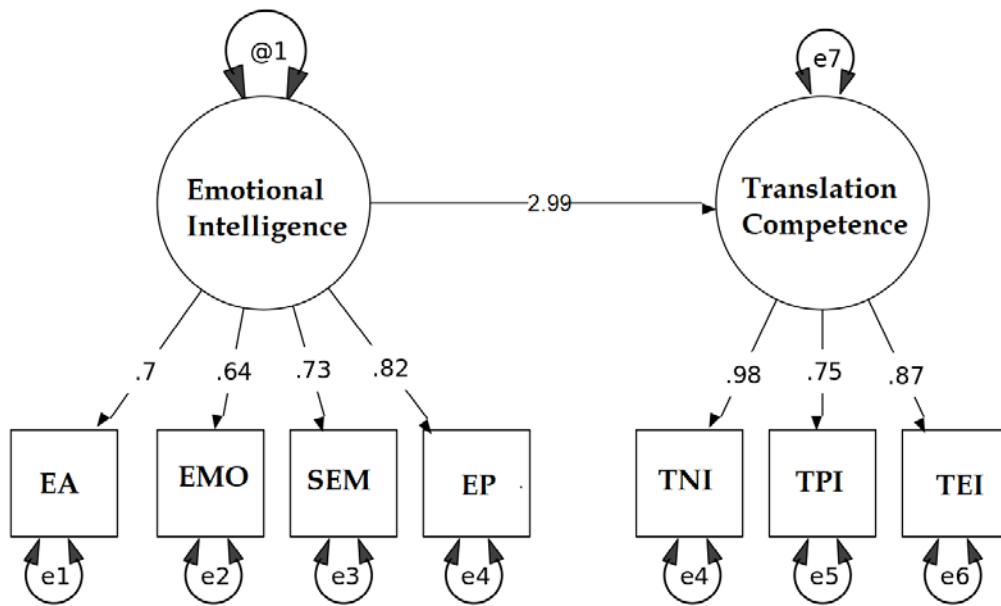 @1
e7
Emotional
Intelligence
Translation
Competence
2.99
.7
.64
.73
.82
.98
.75
.87
EA
EMO
SEM
EP
TNI
TPI
TEI
e1
e2
e3
e4
e4
e5
e6